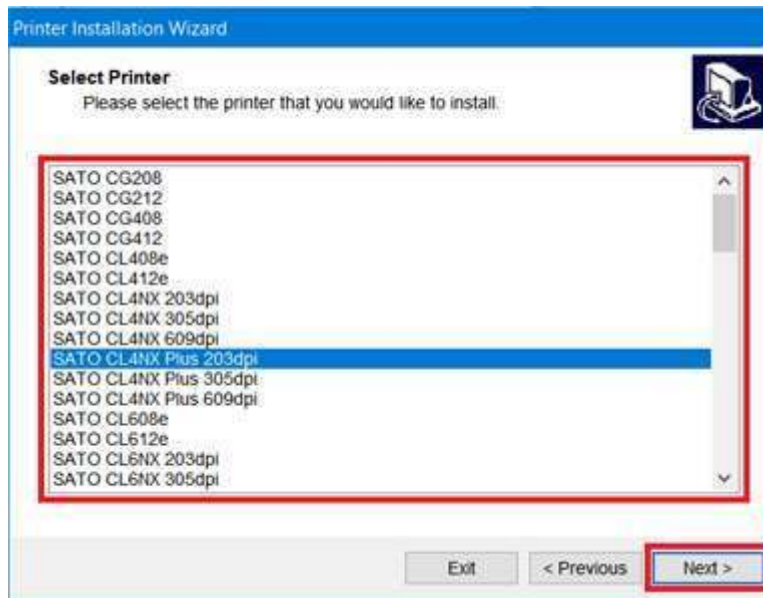 Printer Installation Wizard
Select Printer
Please select the printer that you would like to install.
SATO CG208
SATO CG212
SATO CG408
SATO CG412
SATO CL408e
SATO CL412e
SATO CL4NX 203dpi
SATO CL4NX 305dpi
SATO CL4NX 609dpi
SATO CL4NX Plus 203dpi
SATO CL4NX Plus 305dpi
SATO CL4NX Plus 609dpi
SATO CL608e
SATO CL612e
SATO CL6NX 203dpi
SATO CL6NX 305dpi
Exit < Previous Next >